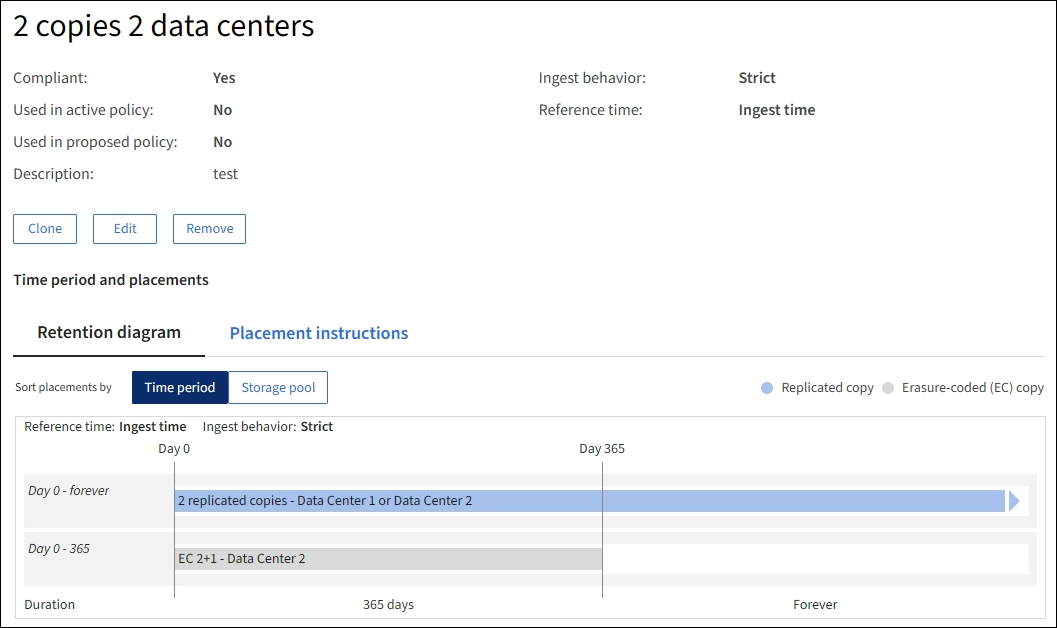 2 copies 2 data centers
Compliant: Yes
Ingest behavior: Strict
Used in active policy: No
Reference time: Ingest time
Used in proposed policy: No
Description: test
Clone Edit Remove
Time period and placements
Retention diagram Placement instructions
Sort placements by Time period Storage pool Replicated copy Erasure-coded (EC) copy
Reference time: Ingest time Ingest behavior: Strict
Day 0 Day 365
Day 0 - forever
2 replicated copies - Data Center 1 or Data Center 2
Day 0 - 365
EC 2+1 - Data Center 2
Duration 365 days Forever